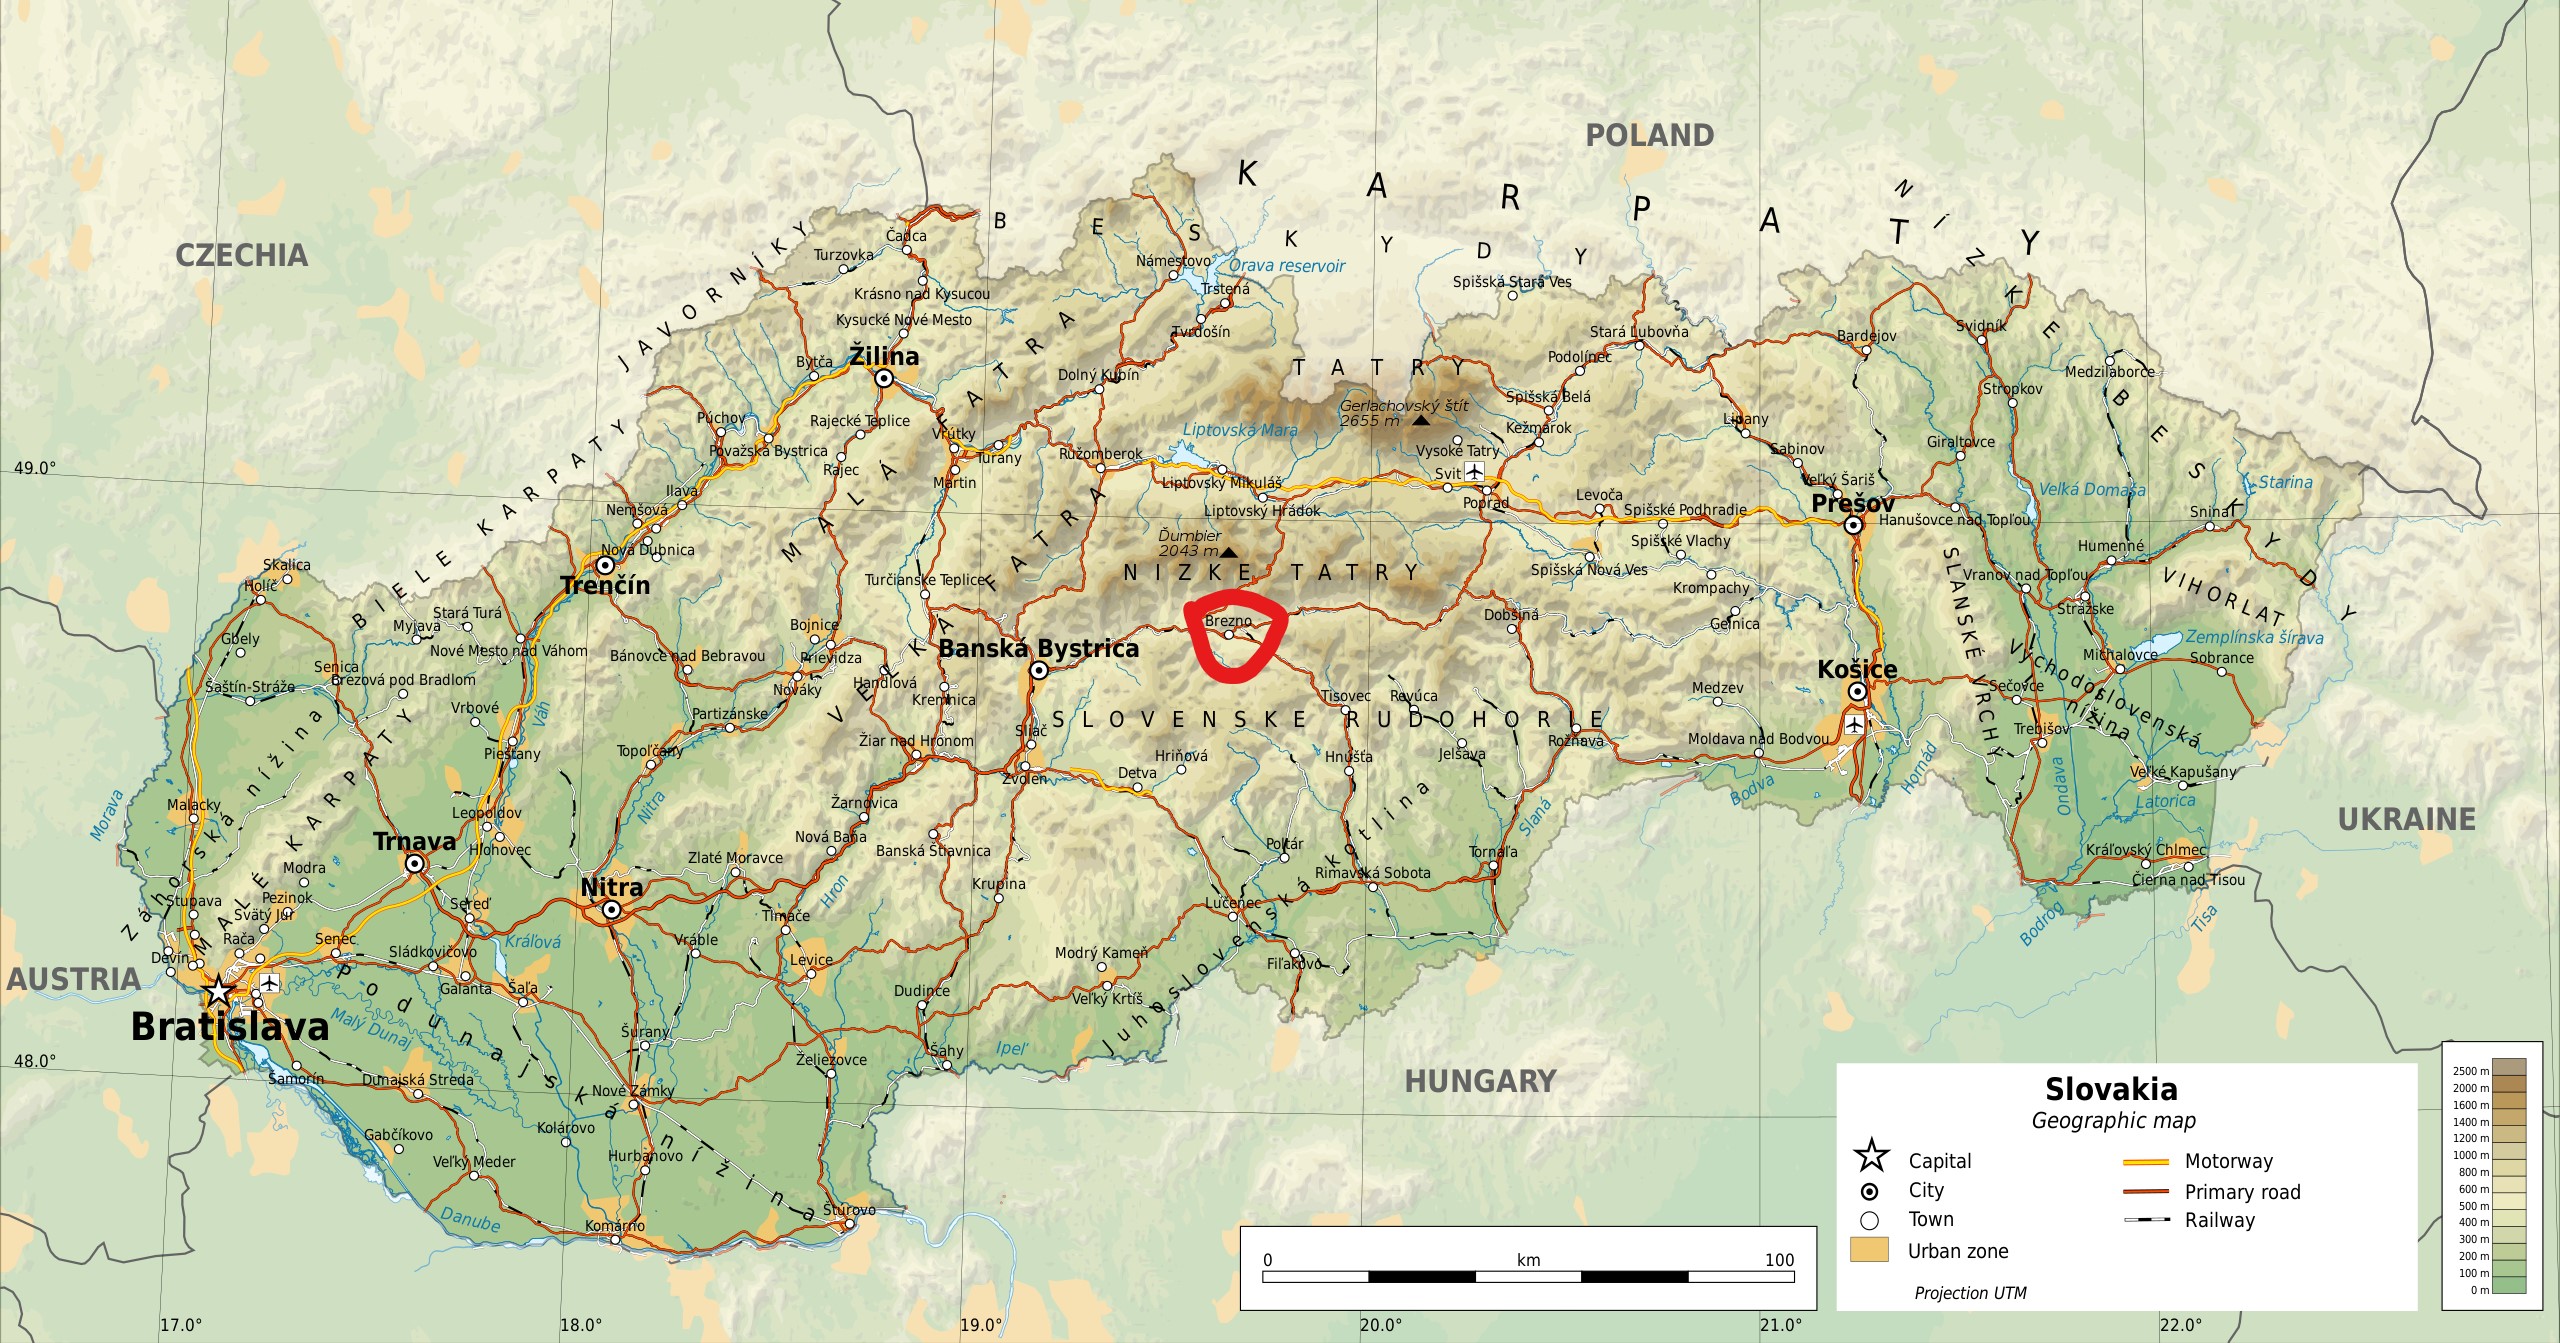 POLAND
CZECHIA
AUSTRIA
HUNGARY
UKRAINE
KARPATY
NÍZKE BESKYDY
BESKYDY
JAVORNÍKY
BIELE KARPATY
MALÉ KARPATY
MALÁ FATRA
VEĽKÁ FATRA
TATRY
NIZKE TATRY
SLOVENSKE RUDOHORIE
SLANSKÉ VRCHY
VIHORLAT
Východoslovenská
nížina
Záhorská nížina
Podunajská nížina
Juhoslovenská kotlina
Čadca
Turzovka
Krásno nad Kysucou
Kysucké Nové Mesto
Bytča
Žilina
Námestovo
Orava reservoir
Trstená
Tvrdošín
Dolný Kubín
Spišská Stará Ves
Stará Ľubovňa
Podolínec
Spišská Belá
Kežmarok
Gerlachovský štít
2655 m
Vysoké Tatry
Svit
Poprad
Bardejov
Svidník
Stropkov
Medzilaborce
Giraltovce
Lipany
Sabinov
Veľký Šariš
Prešov
Hanušovce nad Topľou
Veľká Domaša
Starina
Snina
Humenné
Vranov nad Topľou
Strážske
Zemplínska šírava
Michalovce
Sobrance
Sečovce
Trebišov
Veľké Kapušany
Latorica
Ondava
Kráľovský Chlmec
Čierna nad Tisou
Bodrog
Tisa
Púchov
Považská Bystrica
Rajecké Teplice
Rajec
Vrútky
Turany
Martin
Ružomberok
Liptovská Mara
Liptovský Mikuláš
Liptovský Hrádok
Ďumbier
2043 m
Levoča
Spišské Podhradie
Spišské Vlachy
Spišská Nová Ves
Krompachy
Gelnica
Dobšiná
Ilava
Nemšová
Nová Dubnica
Trenčín
Turčianske Teplice
Skalica
Holíč
Gbely
Stará Turá
Myjava
Nové Mesto nad Váhom
Senica
Brezová pod Bradlom
Šaštín-Stráže
Vrbové
Váh
Piešťany
Bánovce nad Bebravou
Bojnice
Prievidza
Handlová
Nováky
Partizánske
Topoľčany
Kremnica
Banská Bystrica
Brezno
Sliač
Zvolen
Hriňová
Detva
Tisovec
Revúca
Hnúšťa
Jelšava
Rožňava
Medzev
Moldava nad Bodvou
Košice
Bodva
Hornád
Slaná
Žiar nad Hronom
Žarnovica
Nová Baňa
Banská Štiavnica
Krupina
Poltár
Rimavská Sobota
Tornaľa
Lučenec
Fiľakovo
Modrý Kameň
Veľký Krtíš
Morava
Malacky
Leopoldov
Hlohovec
Trnava
Nitra
Nitra
Zlaté Moravce
Hron
Modra
Pezinok
Stupava
Svätý Jur
Rača
Devín
Senec
Bratislava
Sereď
Kráľová
Sládkovičovo
Galanta
Šaľa
Vráble
Tlmače
Levice
Dudince
Šahy
Ipeľ
Malý Dunaj
Šamorín
Dunajská Streda
Šurany
Nové Zámky
Želiezovce
Gabčíkovo
Kolárovo
Veľký Meder
Hurbanovo
Danube
Komárno
Štúrovo
49.0°
48.0°
17.0°
18.0°
19.0°
20.0°
21.0°
22.0°
0 km 100
Slovakia
Geographic map
Capital
City
Town
Urban zone
Motorway
Primary road
Railway
Projection UTM
2500 m
2000 m
1600 m
1400 m
1200 m
1000 m
800 m
600 m
500 m
400 m
300 m
200 m
100 m
0 m